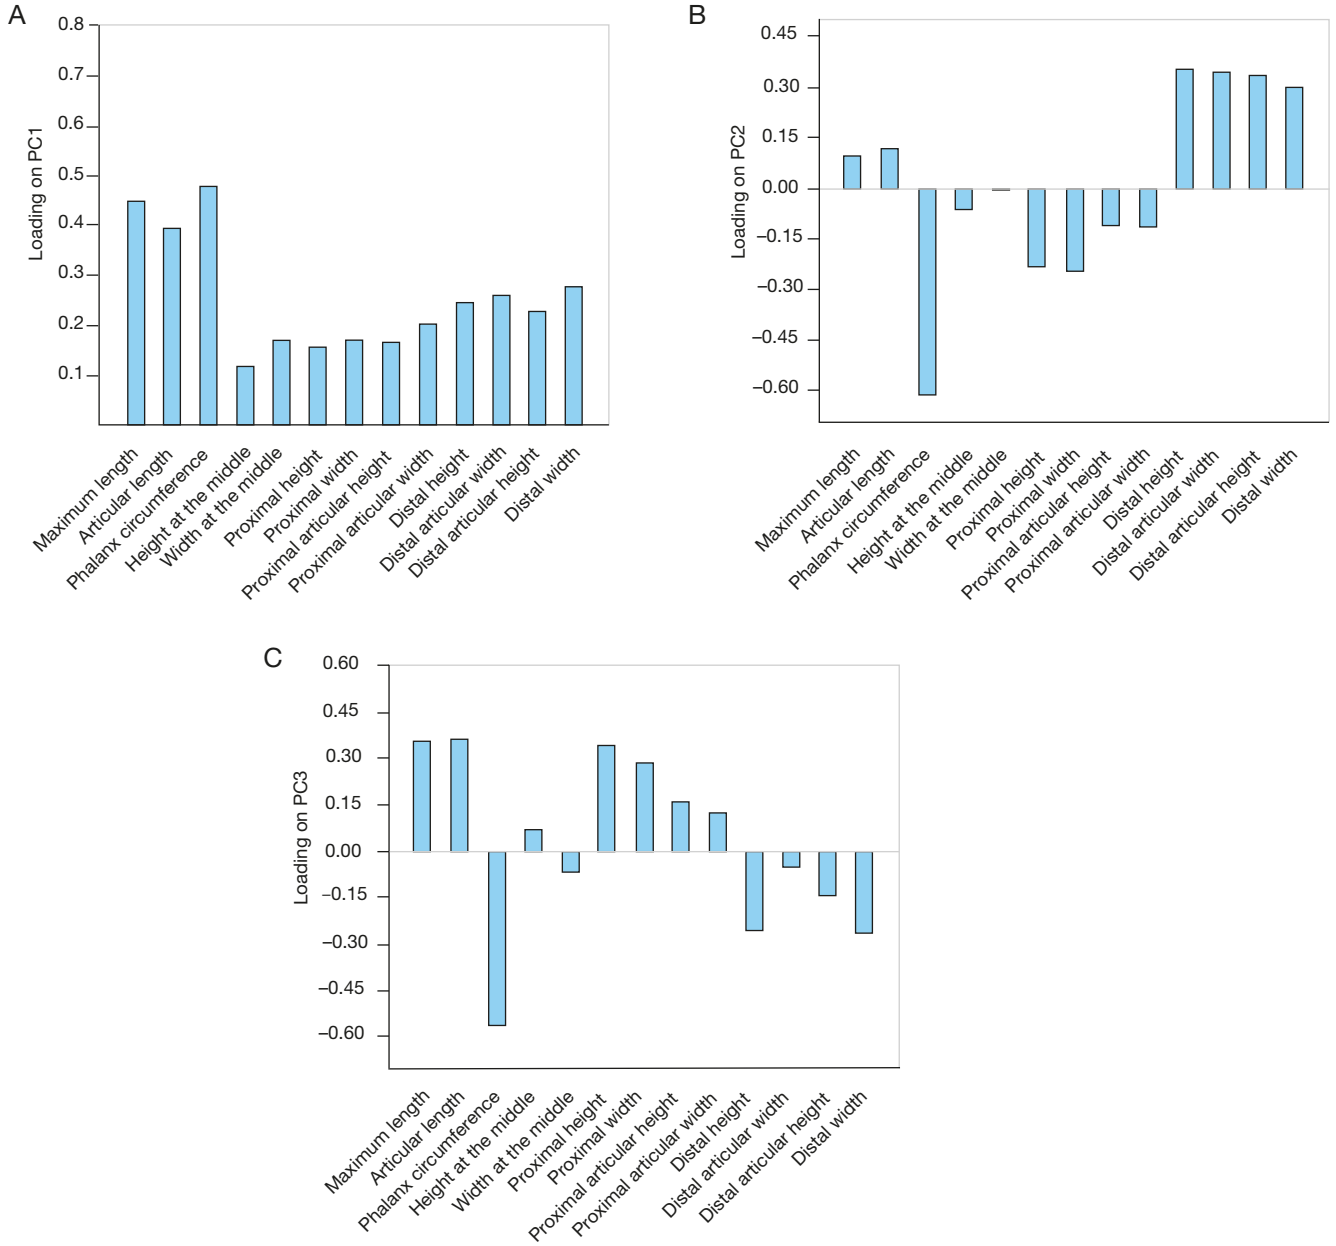 A
Loading on PC1
0.8
0.7
0.6
0.5
0.4
0.3
0.2
0.1
Maximum length
Articular length
Phalanx circumference
Height at the middle
Width at the middle
Proximal height
Proximal width
Proximal articular height
Proximal articular width
Distal height
Distal articular width
Distal articular height
Distal width
B
Loading on PC2
0.45
0.30
0.15
0.00
−0.15
−0.30
−0.45
−0.60
Maximum length
Articular length
Phalanx circumference
Height at the middle
Width at the middle
Proximal height
Proximal width
Proximal articular height
Proximal articular width
Distal height
Distal articular width
Distal articular height
Distal width
C
Loading on PC3
0.60
0.45
0.30
0.15
0.00
−0.15
−0.30
−0.45
−0.60
Maximum length
Articular length
Phalanx circumference
Height at the middle
Width at the middle
Proximal height
Proximal width
Proximal articular height
Proximal articular width
Distal height
Distal articular width
Distal articular height
Distal width